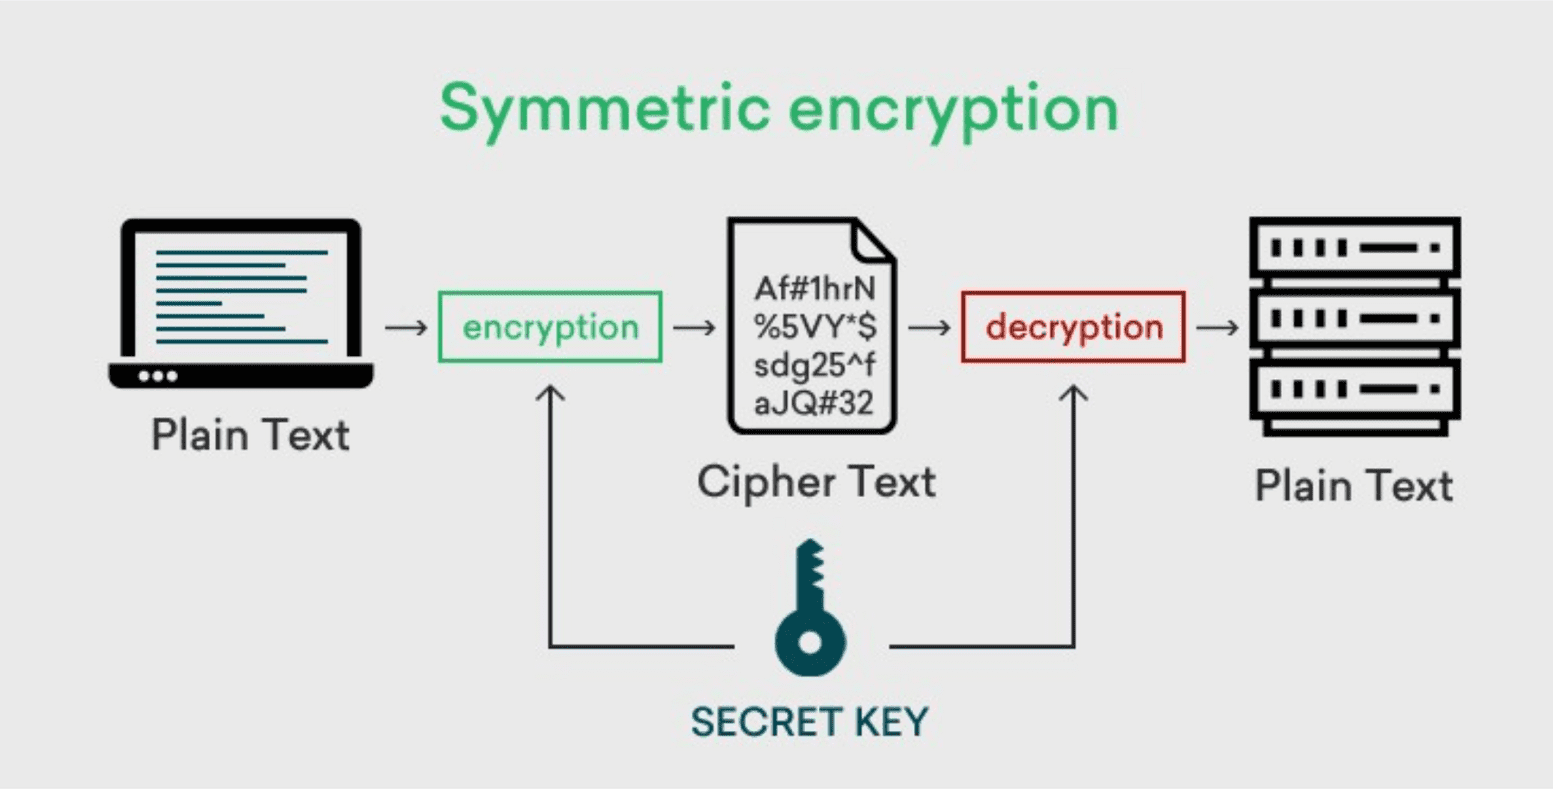 Symmetric encryption
encryption
Af#1hrN
%5VY*$
sdg25^f
aJQ#32
decryption
Plain Text
Cipher Text
Plain Text
SECRET KEY